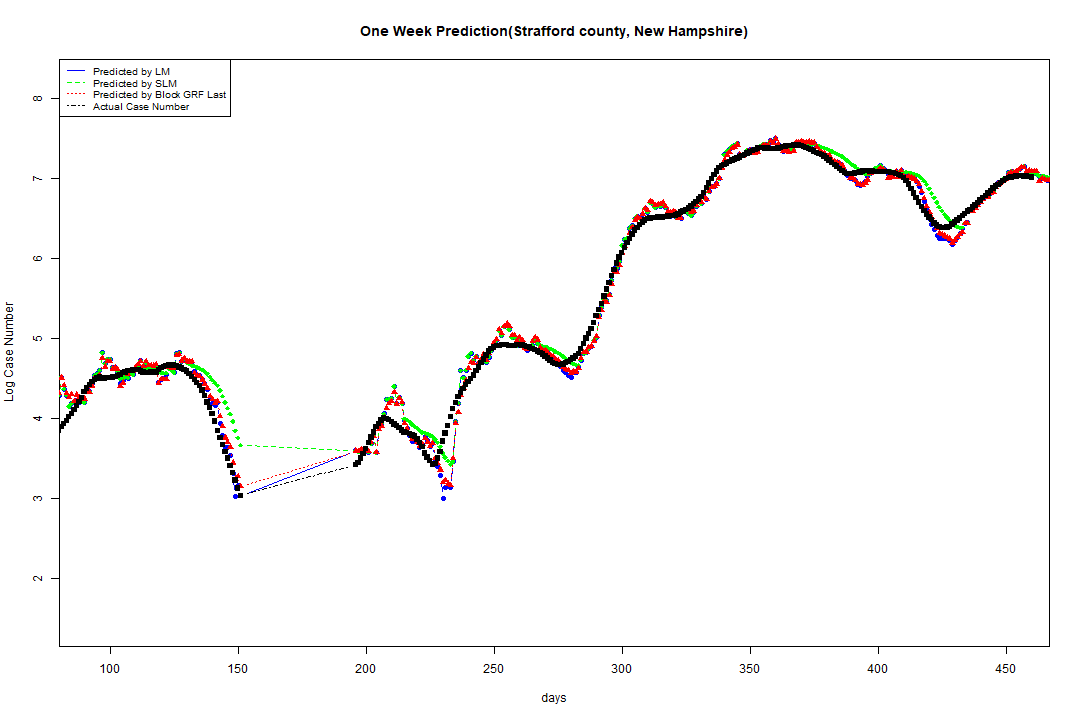 One Week Prediction(Strafford county, New Hampshire)
Predicted by LM
Predicted by SLM
Predicted by Block GRF Last
Actual Case Number
8
7
6
5
4
3
2
Log Case Number
100 150 200 250 300 350 400 450
days